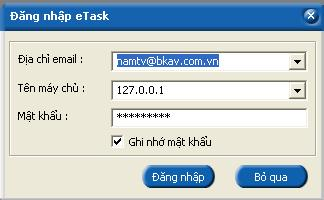 Đăng nhập eTask
Địa chỉ email : namtv@bkav.com.vn
Tên máy chủ : 127.0.0.1
Mật khẩu : *********
Ghi nhớ mật khẩu
Đăng nhập Bỏ qua